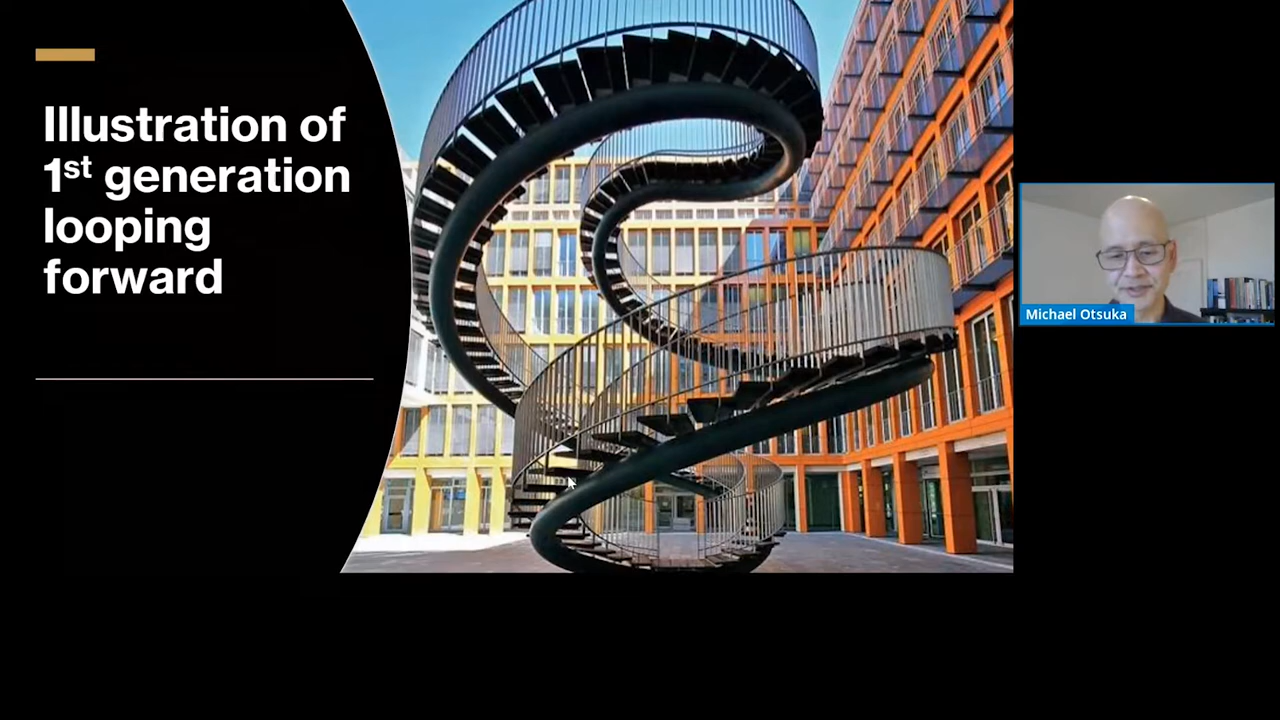 Illustration of
1st generation
looping
forward
Michael Otsuka